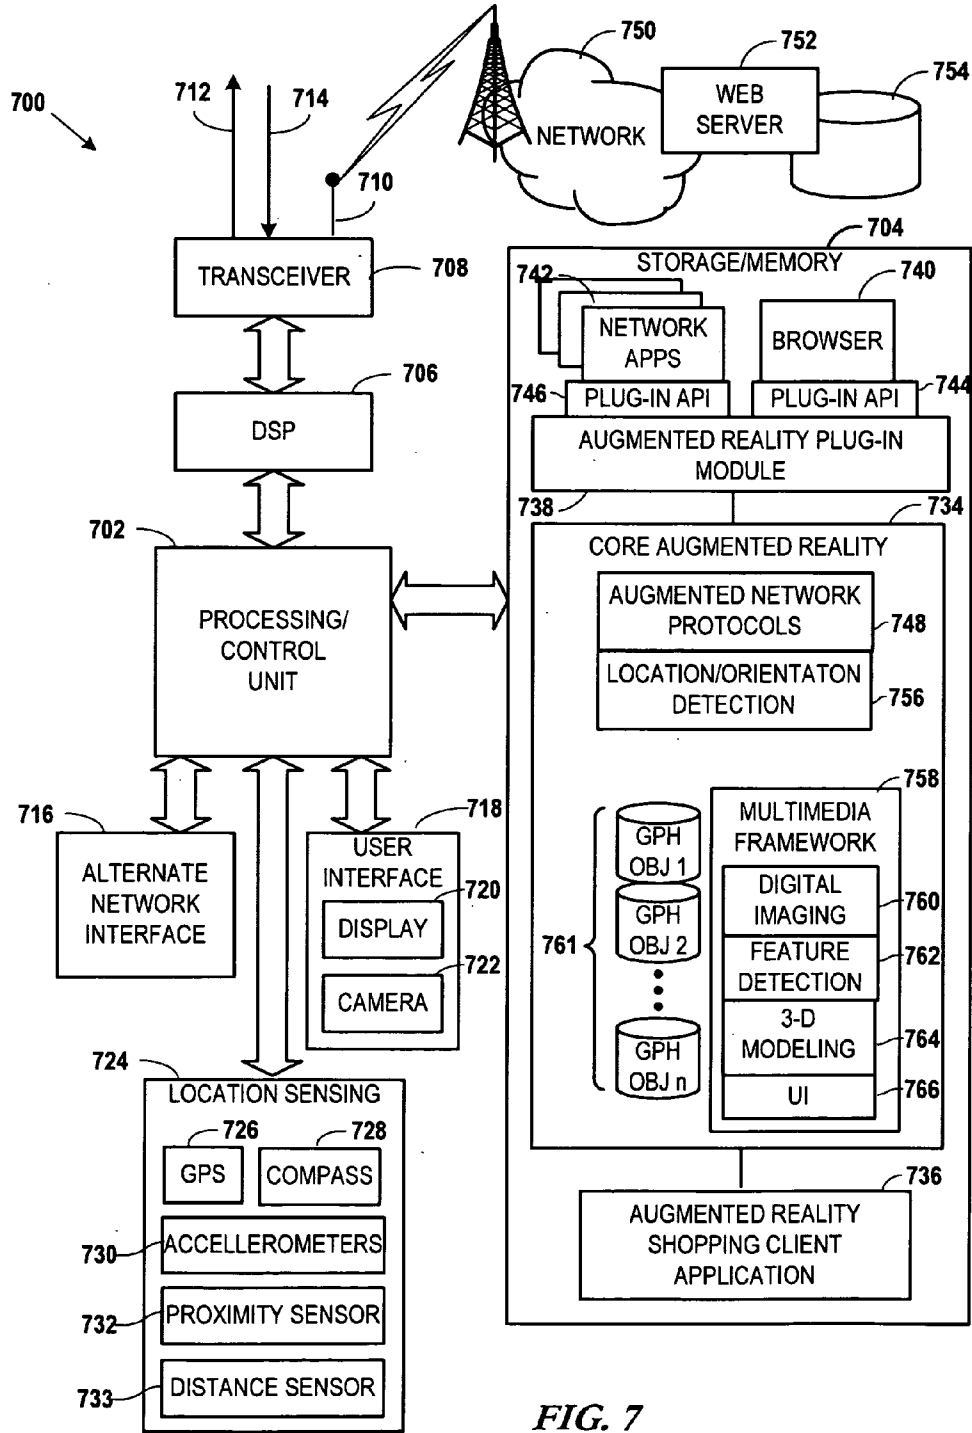 750
752
754
700
712
714
WEB
SERVER
NETWORK
710
704
TRANSCEIVER
708
STORAGE/MEMORY
742
740
NETWORK
APPS
BROWSER
706
746
PLUG-IN API
PLUG-IN API
744
DSP
AUGMENTED REALITY PLUG-IN
MODULE
738
734
702
CORE AUGMENTED REALITY
PROCESSING/
CONTROL
UNIT
AUGMENTED NETWORK
PROTOCOLS
748
LOCATION/ORIENTATON
DETECTION
756
716
718
758
ALTERNATE
NETWORK
INTERFACE
USER
INTERFACE
720
DISPLAY
722
CAMERA
761
GPH
OBJ 1
GPH
OBJ 2
GPH
OBJ n
MULTIMEDIA
FRAMEWORK
DIGITAL
IMAGING
760
FEATURE
DETECTION
762
3-D
MODELING
764
UI
766
724
LOCATION SENSING
726
728
GPS
COMPASS
730
ACCELLEROMETERS
732
PROXIMITY SENSOR
733
DISTANCE SENSOR
736
AUGMENTED REALITY
SHOPPING CLIENT
APPLICATION
FIG. 7